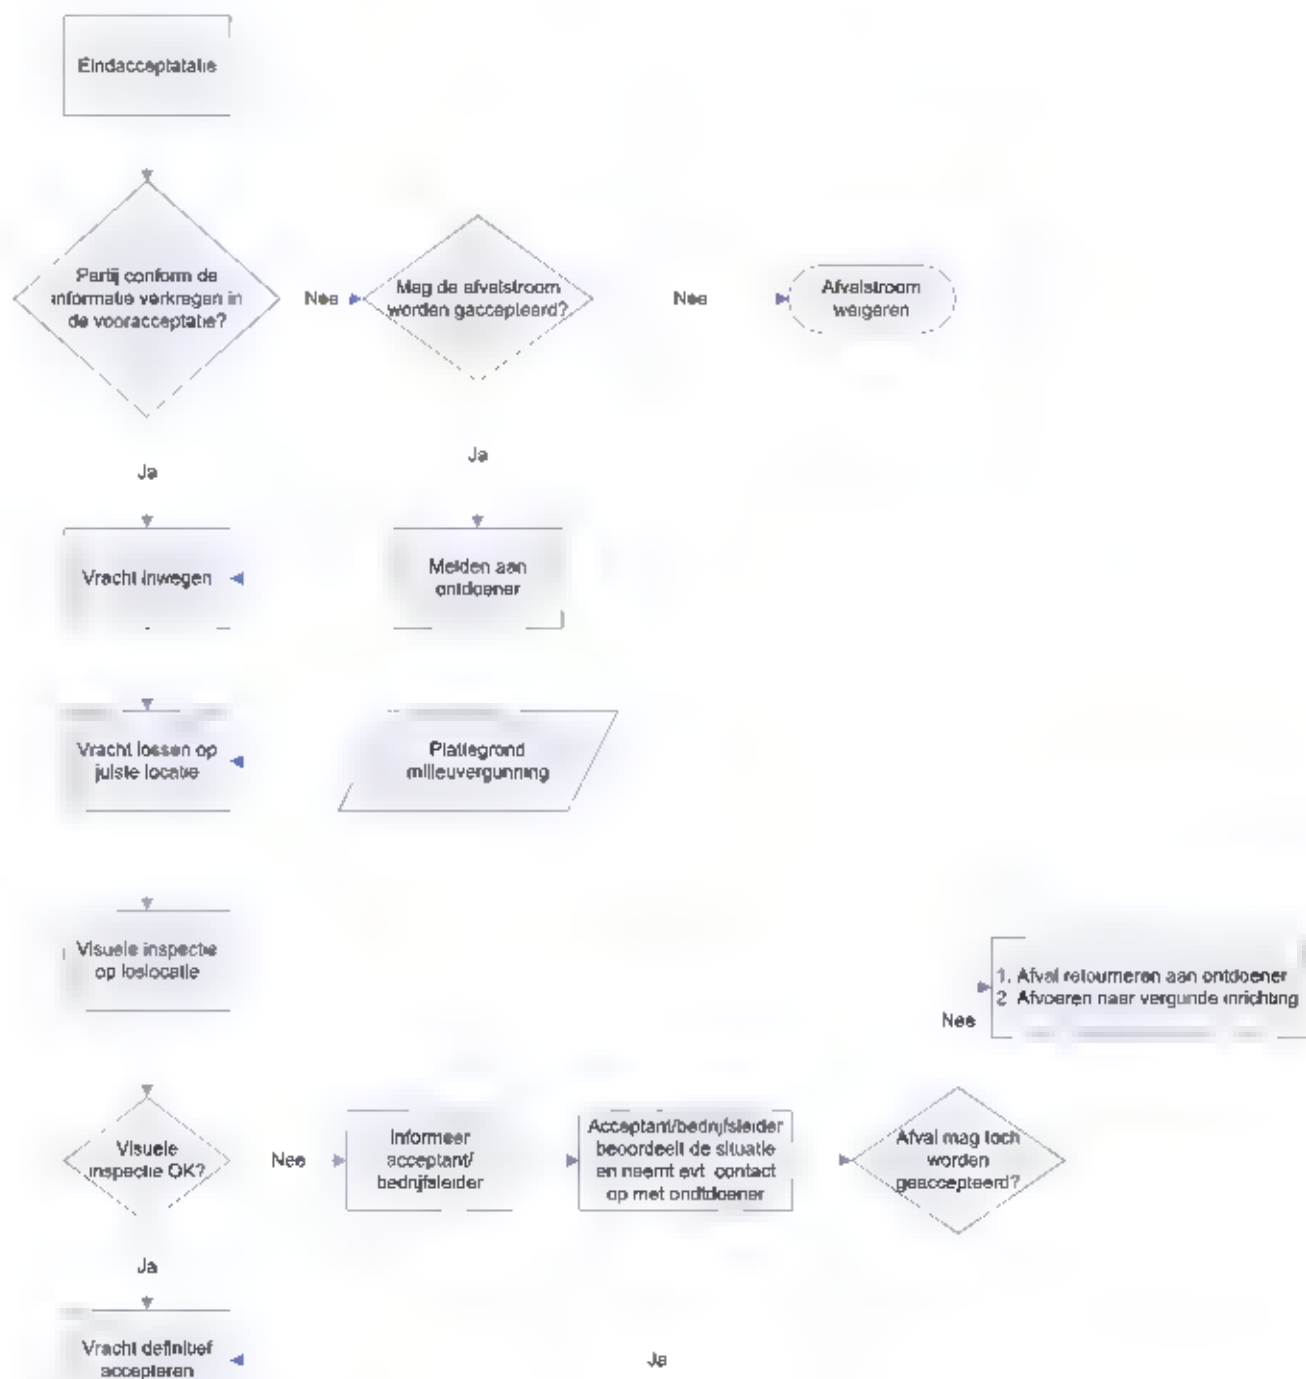 Eindacceptatatie
Partij conform de
informatie verkregen in
de vooracceptatie?
Nee
Mag de afvalstroom
worden gaccepteerd?
Nee
Afvalstroom
weigeren
Ja
Ja
Vracht inwegen
Melden aan
ontdoener
Vracht lossen op
juiste locatie
Plattegrond
milieuvergunning
Visuele inspectie
op loslocatie
1. Afval retourneren aan ontdoener
2 Afvoeren naar vergunde inrichting
Nee
Visuele
inspectie OK?
Nee
Informeer
acceptant/
bedrijfsleider
Acceptant/bedrijfsleider
beoordeelt de situatie
en neemt evt contact
op met ondtdoener
Afval mag toch
worden
geaccepteerd?
Ja
Vracht definitief
accepteren
Ja